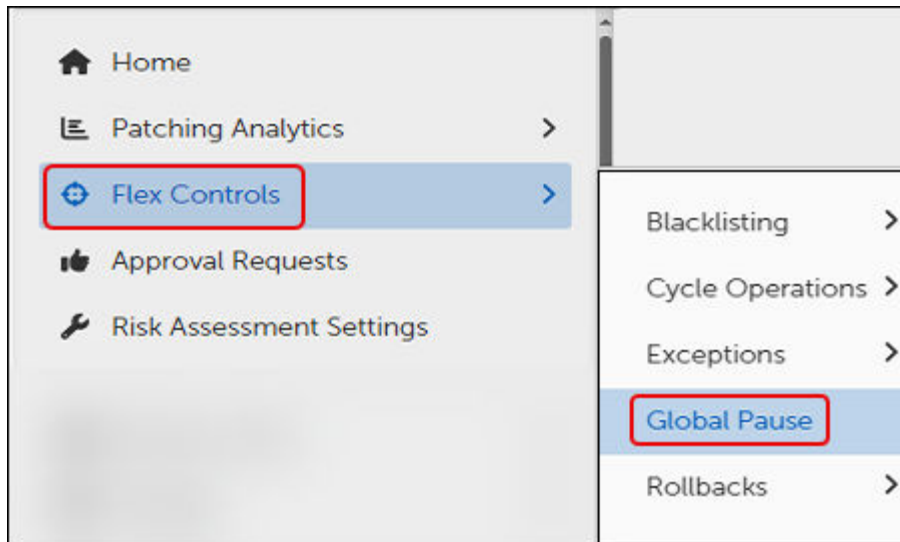 Home
Patching Analytics
Flex Controls
Approval Requests
Risk Assessment Settings
Blacklisting
Cycle Operations
Exceptions
Global Pause
Rollbacks